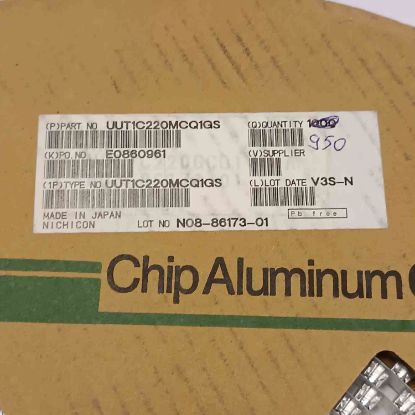 (P)PART NO UUT1C220MCQ1GS
(Q)QUANTITY 1000
950
(K)PO.NO E0860961
(V)SUPPLIER
(1P)TYPE NO UUT1C220MCQ1GS
(L)LOT DATE V3S-N
MADE IN JAPAN
NICHICON LOT NO N08-86173-01
Pb free
Chip Aluminum